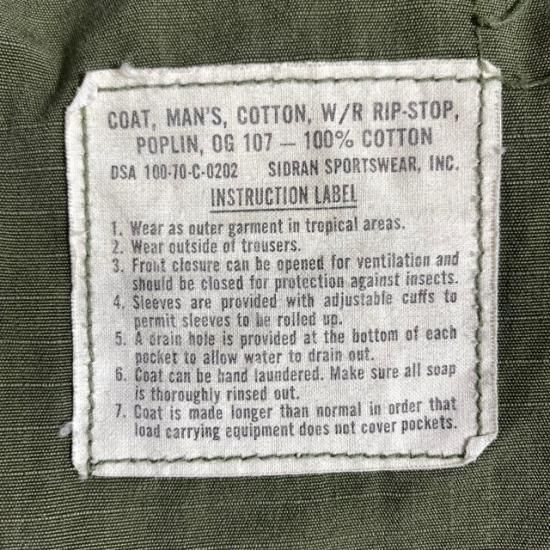 COAT, MAN'S, COTTON, W/R RIP-STOP,
POPLIN, OG 107 — 100% COTTON
DSA 100-70-C-0202 SIDRAN SPORTSWEAR, INC.
INSTRUCTION LABEL
1. Wear as outer garment in tropical areas.
2. Wear outside of trousers.
3. Front closure can be opened for ventilation and
should be closed for protection against insects.
4. Sleeves are provided with adjustable cuffs to
permit sleeves to be rolled up.
5. A drain hole is provided at the bottom of each
pocket to allow water to drain out.
6. Coat can be hand laundered. Make sure all soap
is thoroughly rinsed out.
7. Coat is made longer than normal in order that
load carrying equipment does not cover pockets.